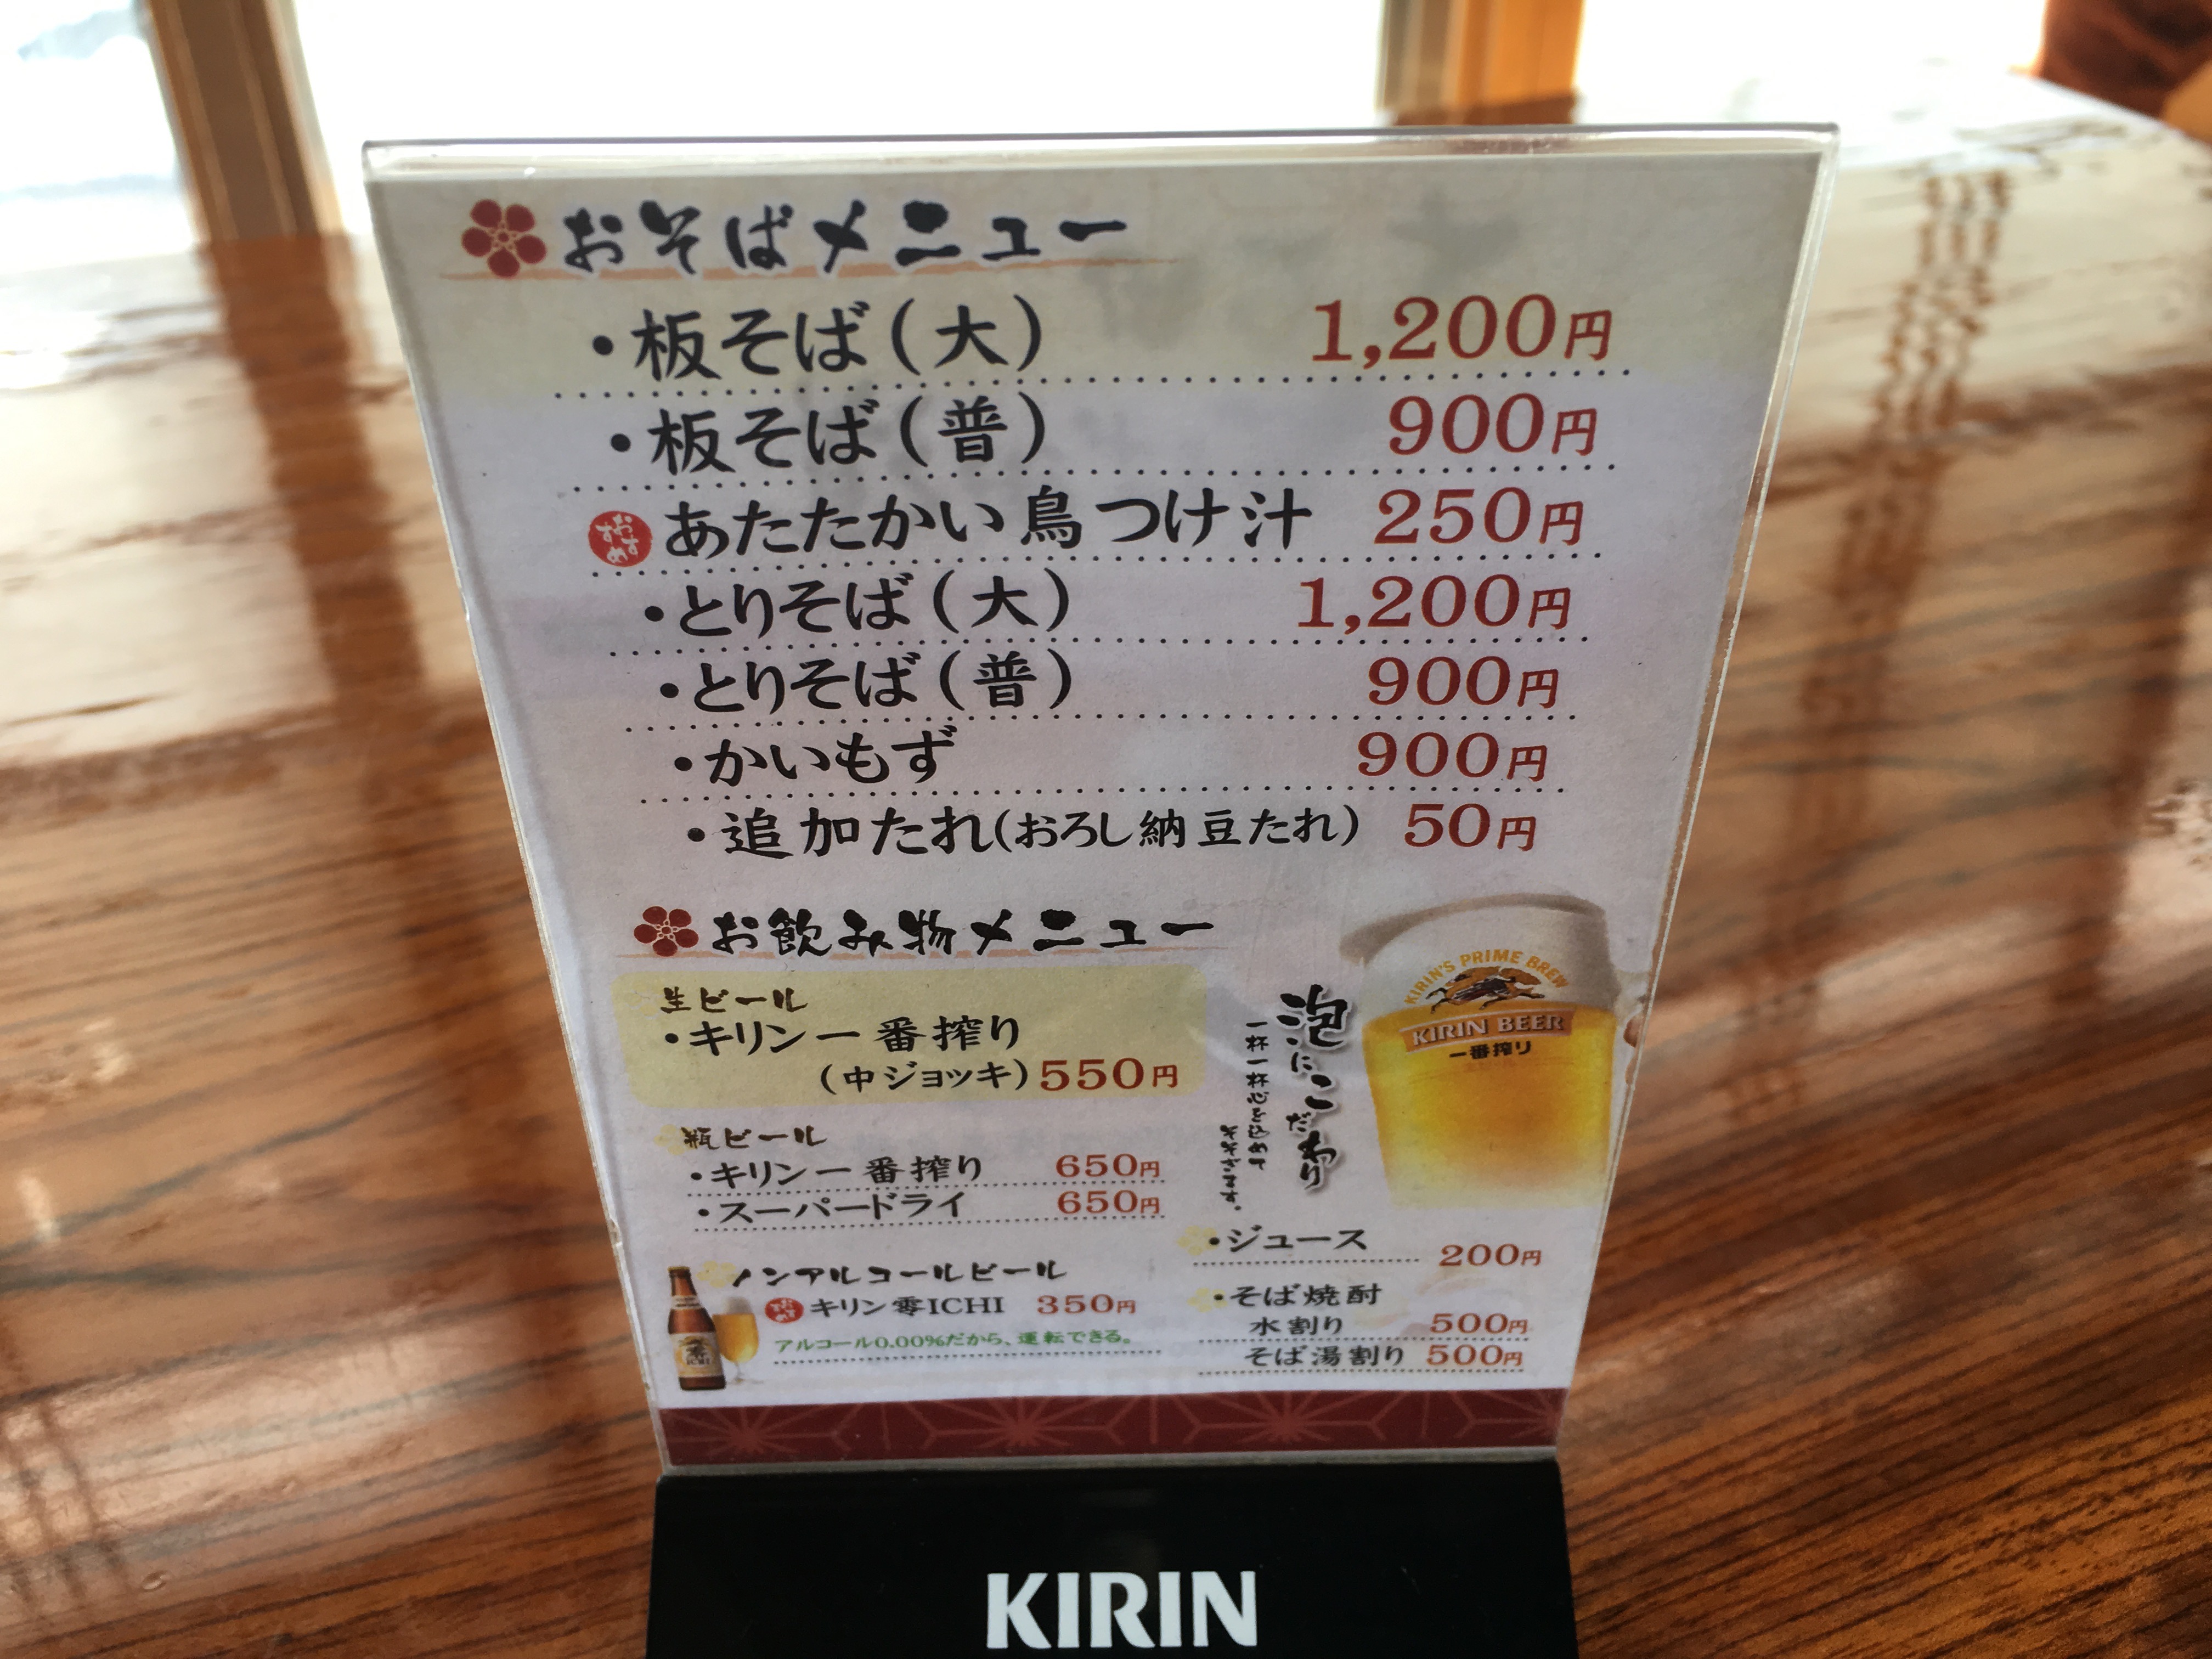 おそばメニュー
・板そば(大) 1,200円
・板そば(普) 900円
おすすめ あたたかい鳥つけ汁 250円
・とりそば(大) 1,200円
・とりそば(普) 900円
・かいもず 900円
・追加たれ(おろし納豆たれ) 50円
お飲み物メニュー
生ビール
・キリン一番搾り
(中ジョッキ) 550円
瓶ビール
・キリン一番搾り 650円
・スーパードライ 650円
ノンアルコールビール
おすすめ キリン零ICHI 350円
アルコール0.00%だから、運転できる。
零
ICHI
泡にこだわり
一杯一杯心を込めて
そそぎます。
KIRIN'S PRIME BREW
KIRIN BEER
一番搾り
・ジュース 200円
・そば焼酎
水割り 500円
そば湯割り 500円
KIRIN